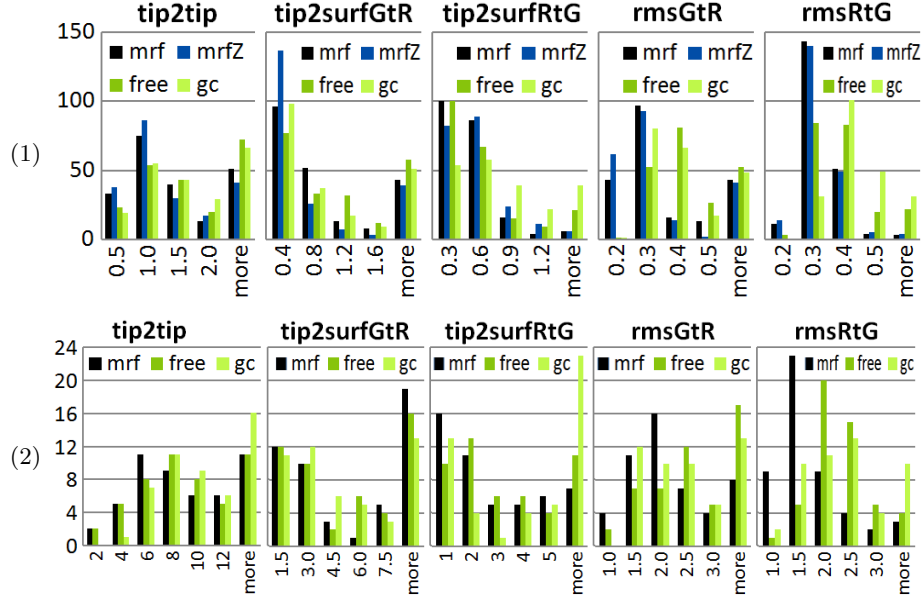 tip2tip tip2surfGtR tip2surfRtG rmsGtR rmsRtG
150 mrf mrfZ mrf mrfZ mrf mrfZ mrf mrfZ mrf mrfZ
free gc free gc free gc free gc free gc
100
(1)
50
0
0.5 1.0 1.5 2.0 more 0.4 0.8 1.2 1.6 more 0.3 0.6 0.9 1.2 more 0.2 0.3 0.4 0.5 more 0.2 0.3 0.4 0.5 more
tip2tip tip2surfGtR tip2surfRtG rmsGtR rmsRtG
24
mrf free gc mrf free gc mrf free gc mrf free gc mrf free gc
20
16
12
(2)
8
4
0
2 4 6 8 10 12 more 1.5 3.0 4.5 6.0 7.5 more 1 2 3 4 5 more 1.0 1.5 2.0 2.5 3.0 more 1.0 1.5 2.0 2.5 3.0 more